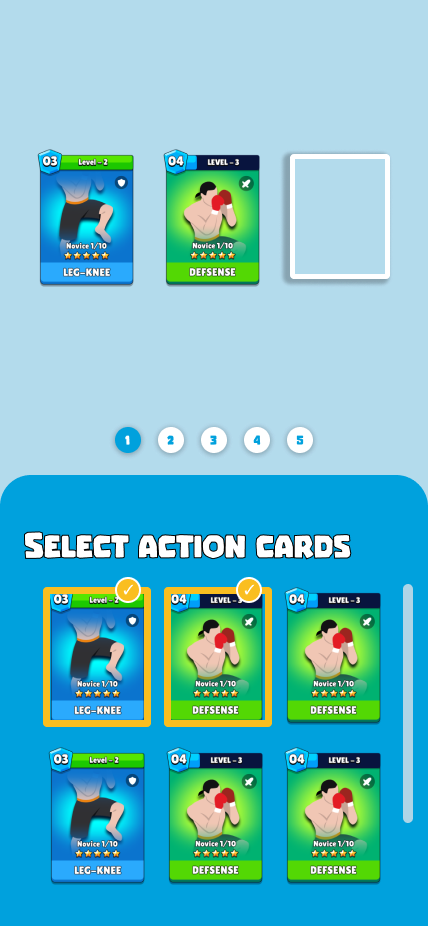 03
Level - 2
Novice 1/10
LEG-KNEE
04
LEVEL - 3
Novice 1/10
DEFSENSE
1 2 3 4 5
SELECT ACTION CARDS
03
Level - 2
Novice 1/10
LEG-KNEE
04
LEVEL -
Novice 1/10
DEFSENSE
04
LEVEL - 3
Novice 1/10
DEFSENSE
03
Level - 2
Novice 1/10
LEG-KNEE
04
LEVEL - 3
Novice 1/10
DEFSENSE
04
LEVEL - 3
Novice 1/10
DEFSENSE